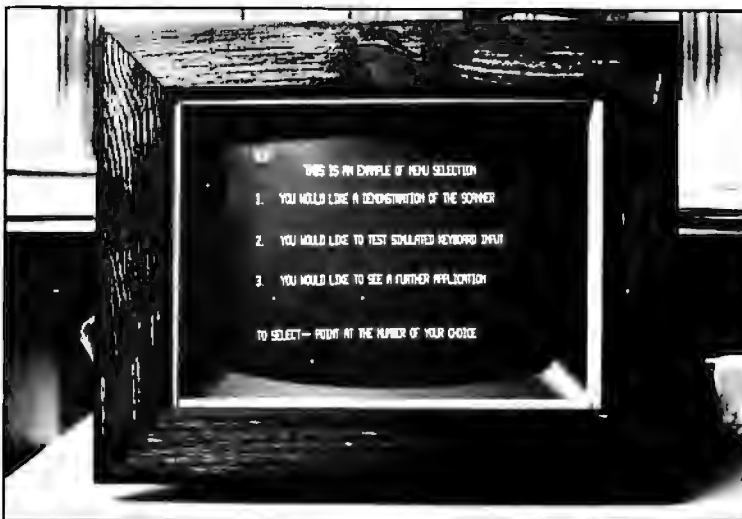 THIS IS AN EXAMPLE OF MENU SELECTION
1. YOU WOULD LIKE A DEMONSTRATION OF THE SCANNER
2. YOU WOULD LIKE TO TEST SIMULATED KEYBOARD INPUT
3. YOU WOULD LIKE TO SEE A FURTHER APPLICATION
TO SELECT— POINT AT THE NUMBER OF YOUR CHOICE